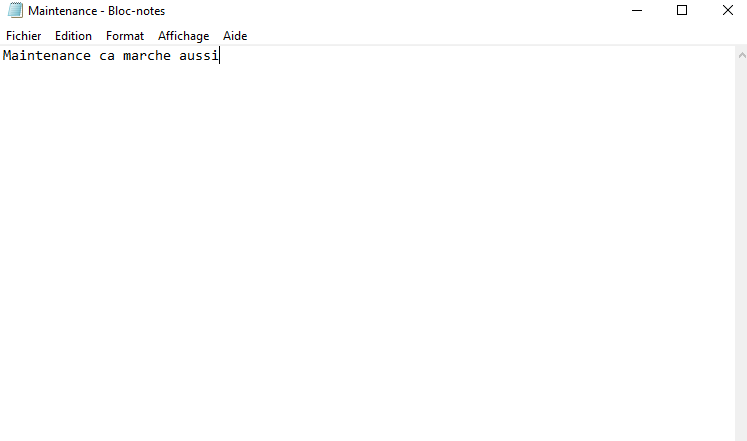 Maintenance - Bloc-notes
Fichier Edition Format Affichage Aide
Maintenance ca marche aussi